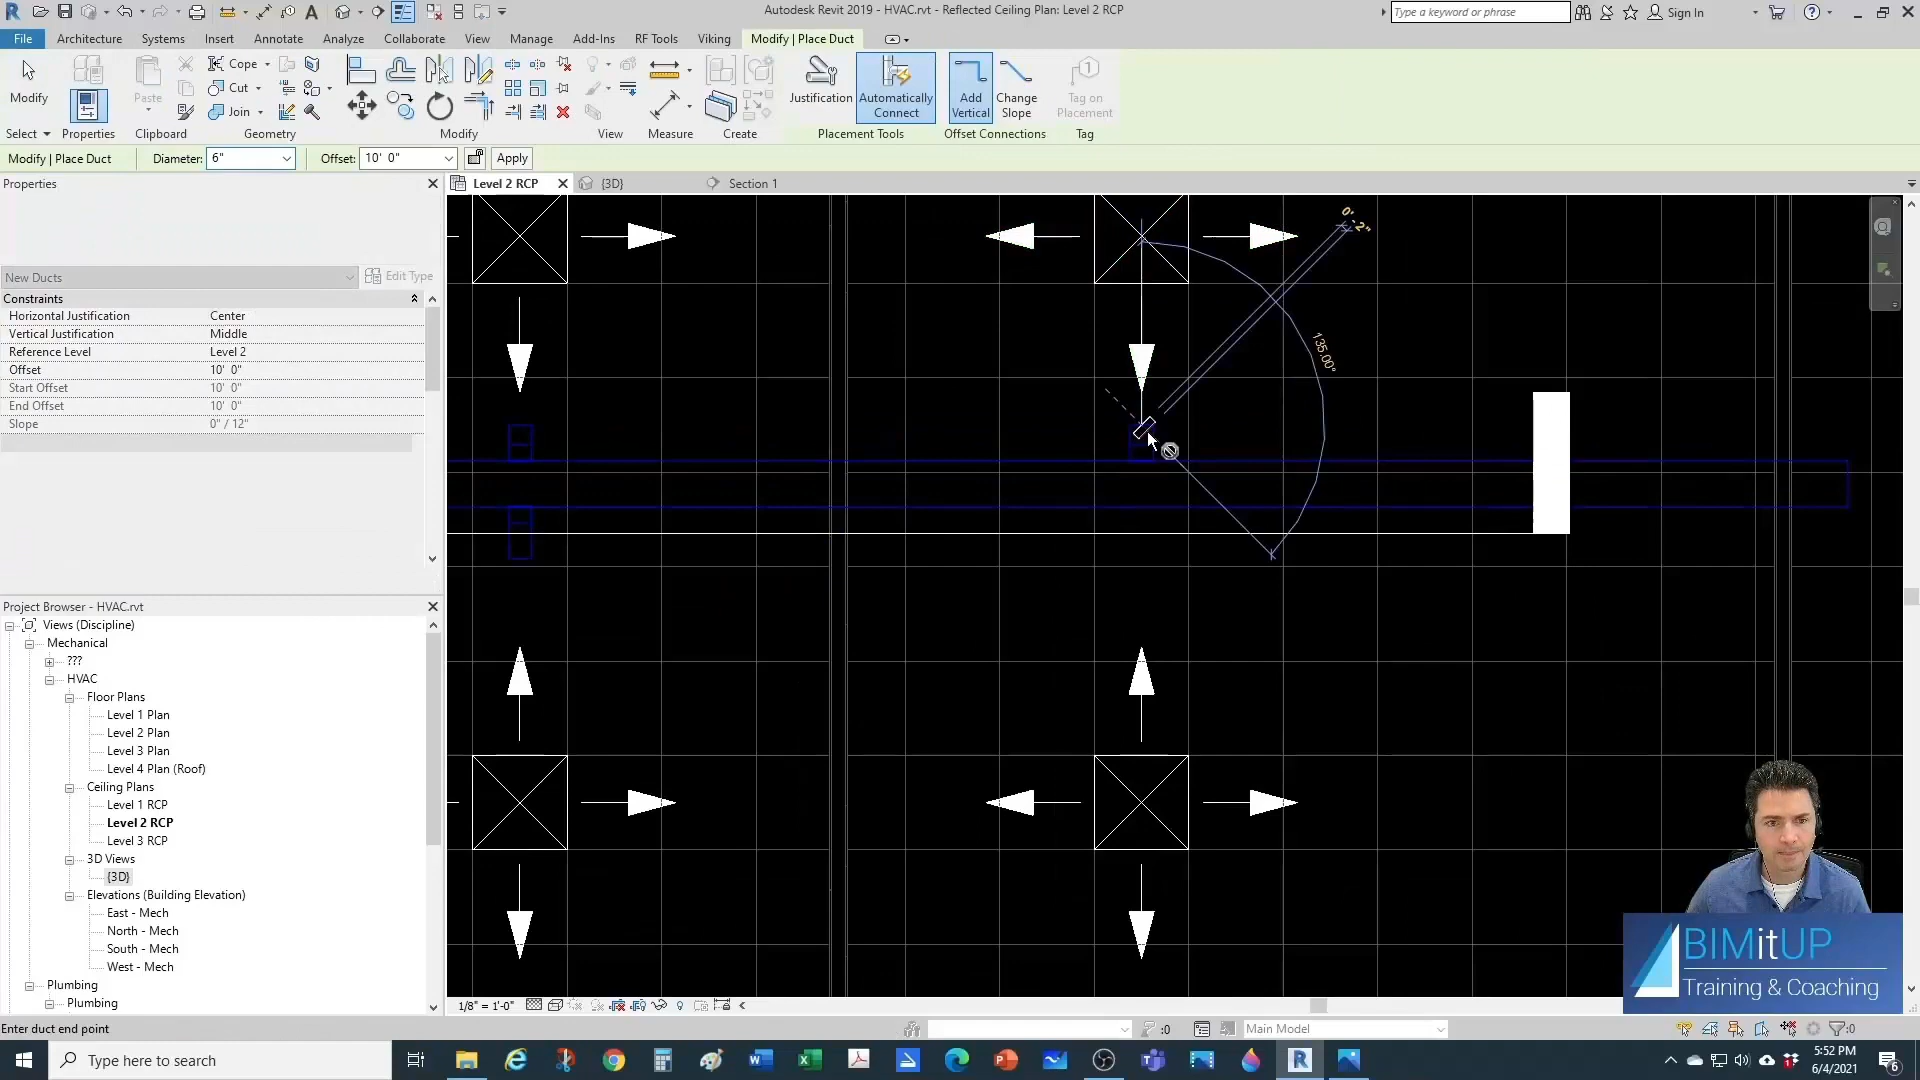 Autodesk Revit 2019 - HVAC.rvt - Reflected Ceiling Plan: Level 2 RCP
Type a keyword or phrase
Sign In
File Architecture Systems Insert Annotate Analyze Collaborate View Manage Add-Ins RF Tools Viking Modify | Place Duct
Modify
Paste
Cope
Cut
Join
Justification
Automatically Connect
Add Vertical
Change Slope
Tag on Placement
Select Properties Clipboard Geometry Modify View Measure Create Placement Tools Offset Connections Tag
Modify | Place Duct Diameter: 6" Offset: 10' 0" Apply
Properties
Level 2 RCP {3D} Section 1
New Ducts Edit Type
Constraints
Horizontal Justification Center
Vertical Justification Middle
Reference Level Level 2
Offset 10' 0"
Start Offset 10' 0"
End Offset 10' 0"
Slope 0" / 12"
135.00°
Project Browser - HVAC.rvt
Views (Discipline)
Mechanical
???
HVAC
Floor Plans
Level 1 Plan
Level 2 Plan
Level 3 Plan
Level 4 Plan (Roof)
Ceiling Plans
Level 1 RCP
Level 2 RCP
Level 3 RCP
3D Views
{3D}
Elevations (Building Elevation)
East - Mech
North - Mech
South - Mech
West - Mech
Plumbing
Plumbing
BIMitUP
Training & Coaching
1/8" = 1'-0"
Enter duct end point
:0
Main Model
:0
Type here to search
5:52 PM
6/4/2021
6